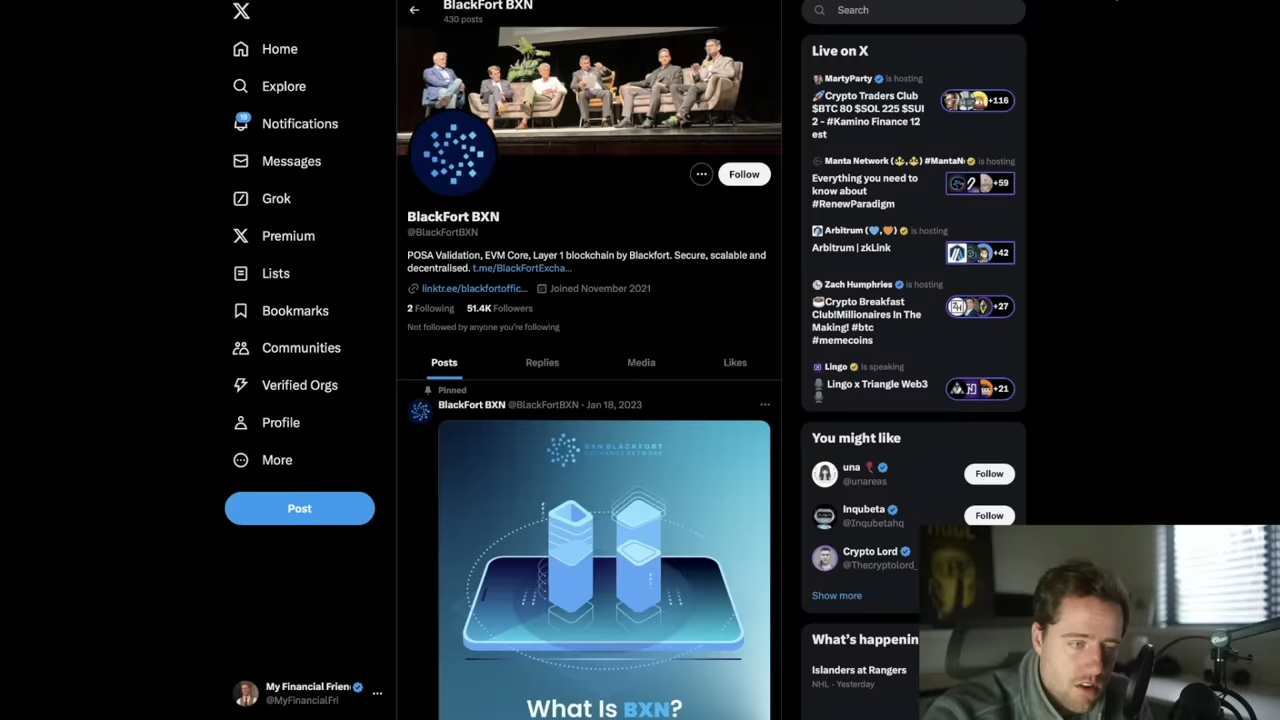 Home
Explore
19
Notifications
Messages
Grok
Premium
Lists
Bookmarks
Communities
Verified Orgs
Profile
More
Post
My Financial Frien
@MyFinancialFri
BlackFort BXN
430 posts
Follow
BlackFort BXN
@BlackFortBXN
POSA Validation, EVM Core, Layer 1 blockchain by Blackfort. Secure, scalable and
decentralised. t.me/BlackFortExcha...
linktr.ee/blackfortoffic... Joined November 2021
2 Following 51.4K Followers
Not followed by anyone you're following
Posts Replies Media Likes
Pinned
BlackFort BXN @BlackFortBXN · Jan 18, 2023
BXN BLACKFORT
EXCHANGE NETWORK
What Is BXN?
Search
Live on X
MartyParty is hosting
🚀Crypto Traders Club
$BTC 80 $SOL 225 $SUI
2 - #Kamino Finance 12
est
+116
Manta Network (🔱,🔱) #MantaN is hosting
Everything you need to
know about
#RenewParadigm
+59
Arbitrum (💙,🧡) is hosting
Arbitrum | zkLink
+42
Zach Humphries is hosting
☕Crypto Breakfast
Club!Millionaires In The
Making! #btc
#memecoins
+27
Lingo is speaking
🎙️Lingo x Triangle Web3
🎙️
+21
You might like
una 🌹
@unareas
Follow
Inqubeta
@Inqubetahq
Follow
Crypto Lord
@Thecryptolord_
Show more
What's happenin
Islanders at Rangers
NHL · Yesterday